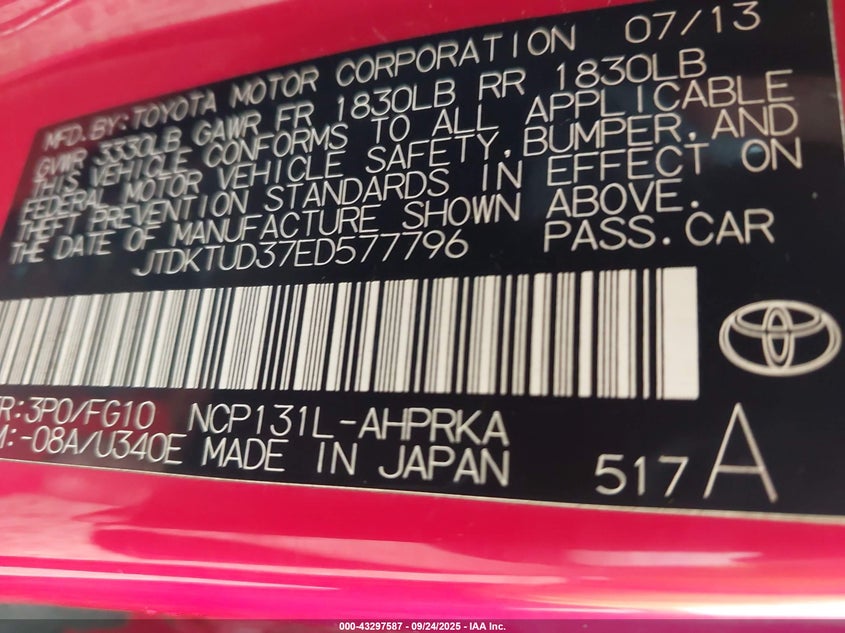 MFD. BY: TOYOTA MOTOR CORPORATION 07/13
GVWR 3330LB GAWR FR 1830LB RR 1830LB
THIS VEHICLE CONFORMS TO ALL APPLICABLE
FEDERAL MOTOR VEHICLE SAFETY, BUMPER, AND
THEFT PREVENTION STANDARDS IN EFFECT ON
THE DATE OF MANUFACTURE SHOWN ABOVE.
JTDKTUD37ED577796 PASS. CAR
R:3P0/FG10 NCP131L-AHPRKA
M:-08A/U340E MADE IN JAPAN 517 A
000-43297587 - 09/24/2025 - IAA Inc.